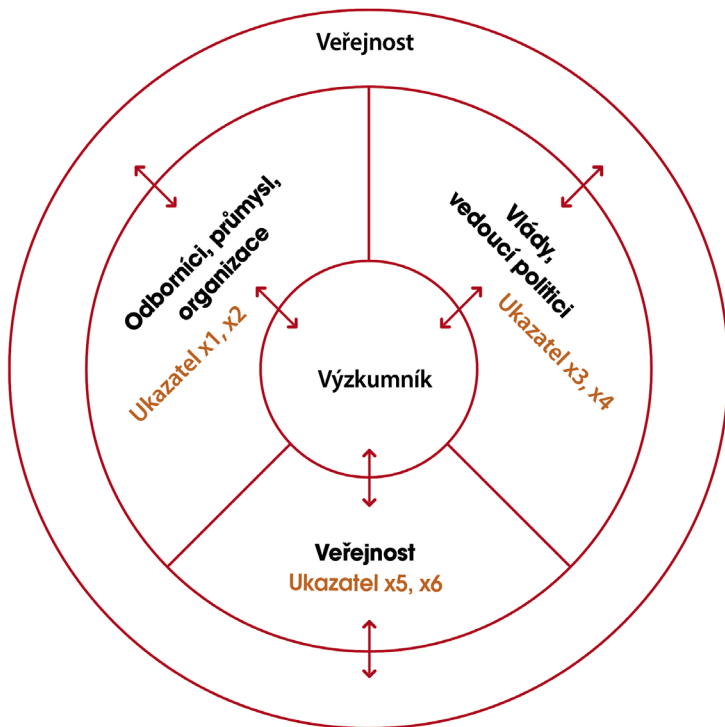 Veřejnost
Odborníci, průmysl,
organizace
Ukazatel x1, x2
Vlády,
vedoucí politici
Ukazatel x3, x4
Výzkumník
Veřejnost
Ukazatel x5, x6